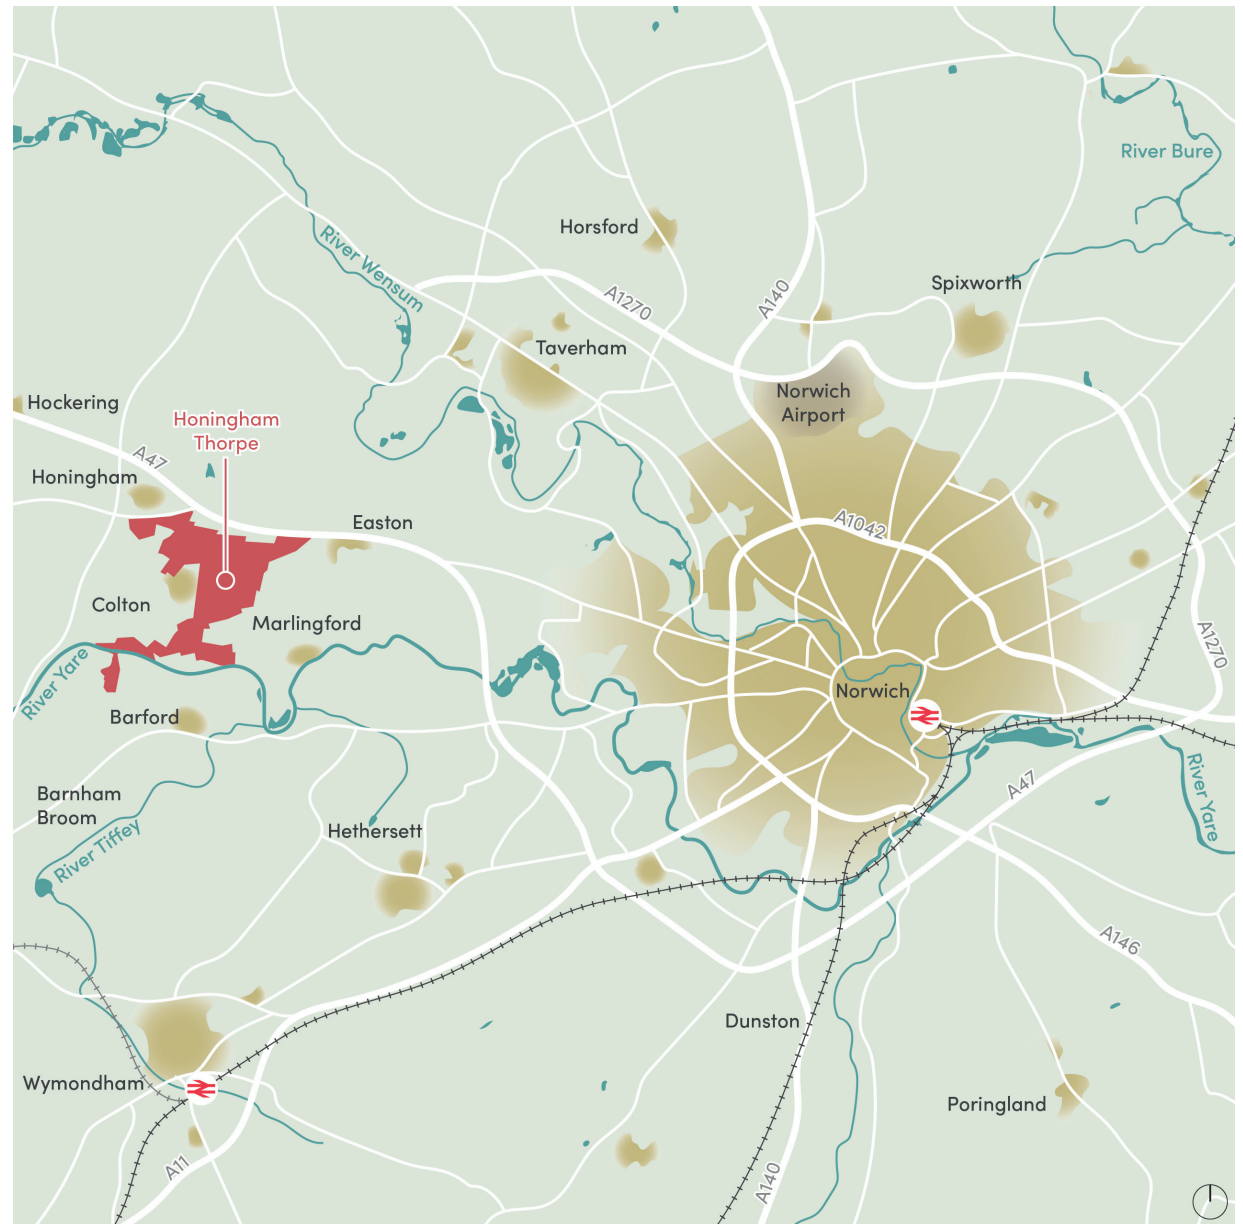 River Bure
Horsford
River Wensum
Spixworth
A1270
A140
Taverham
Norwich
Airport
Hockering
Honingham
Thorpe
A47
Honingham
Easton
A1042
Colton
Marlingford
A1270
River Yare
Norwich
Barford
River Yare
A47
Barnham
Broom
Hethersett
River Tiffey
A146
Dunston
Wymondham
Poringland
A11
A140